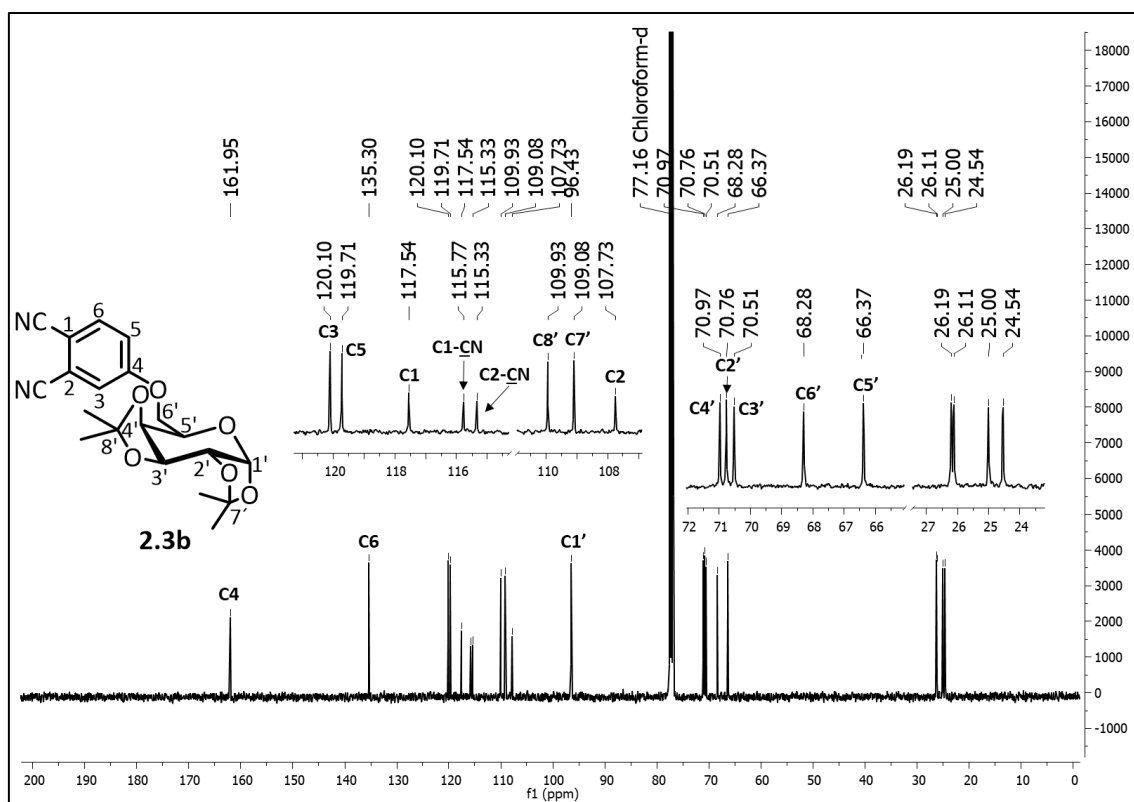 161.95
135.30
120.10
119.71
117.54
115.33
109.93
109.08
107.73
96.43
77.16 Chloroform-d
70.97
70.76
70.51
68.28
66.37
26.19
26.11
25.00
24.54
120.10
119.71
117.54
115.77
115.33
109.93
109.08
107.73
C3
C5
C1
C1-CN
C2-CN
C8'
C7'
C2
120 118 116 114 110 108
70.97
70.76
70.51
68.28
66.37
26.19
26.11
25.00
24.54
C4'
C2'
C3'
C6'
C5'
72 71 70 69 68 67 66 27 26 25 24
NC
NC
1
2
3
4
5
6
O
O
O
O
O
O
1'
2'
3'
4'
5'
6'
7'
8'
2.3b
C4
C6
C1'
18000
17000
16000
15000
14000
13000
12000
11000
10000
9000
8000
7000
6000
5000
4000
3000
2000
1000
0
-1000
200 190 180 170 160 150 140 130 120 110 100 90 80 70 60 50 40 30 20 10 0
f1 (ppm)